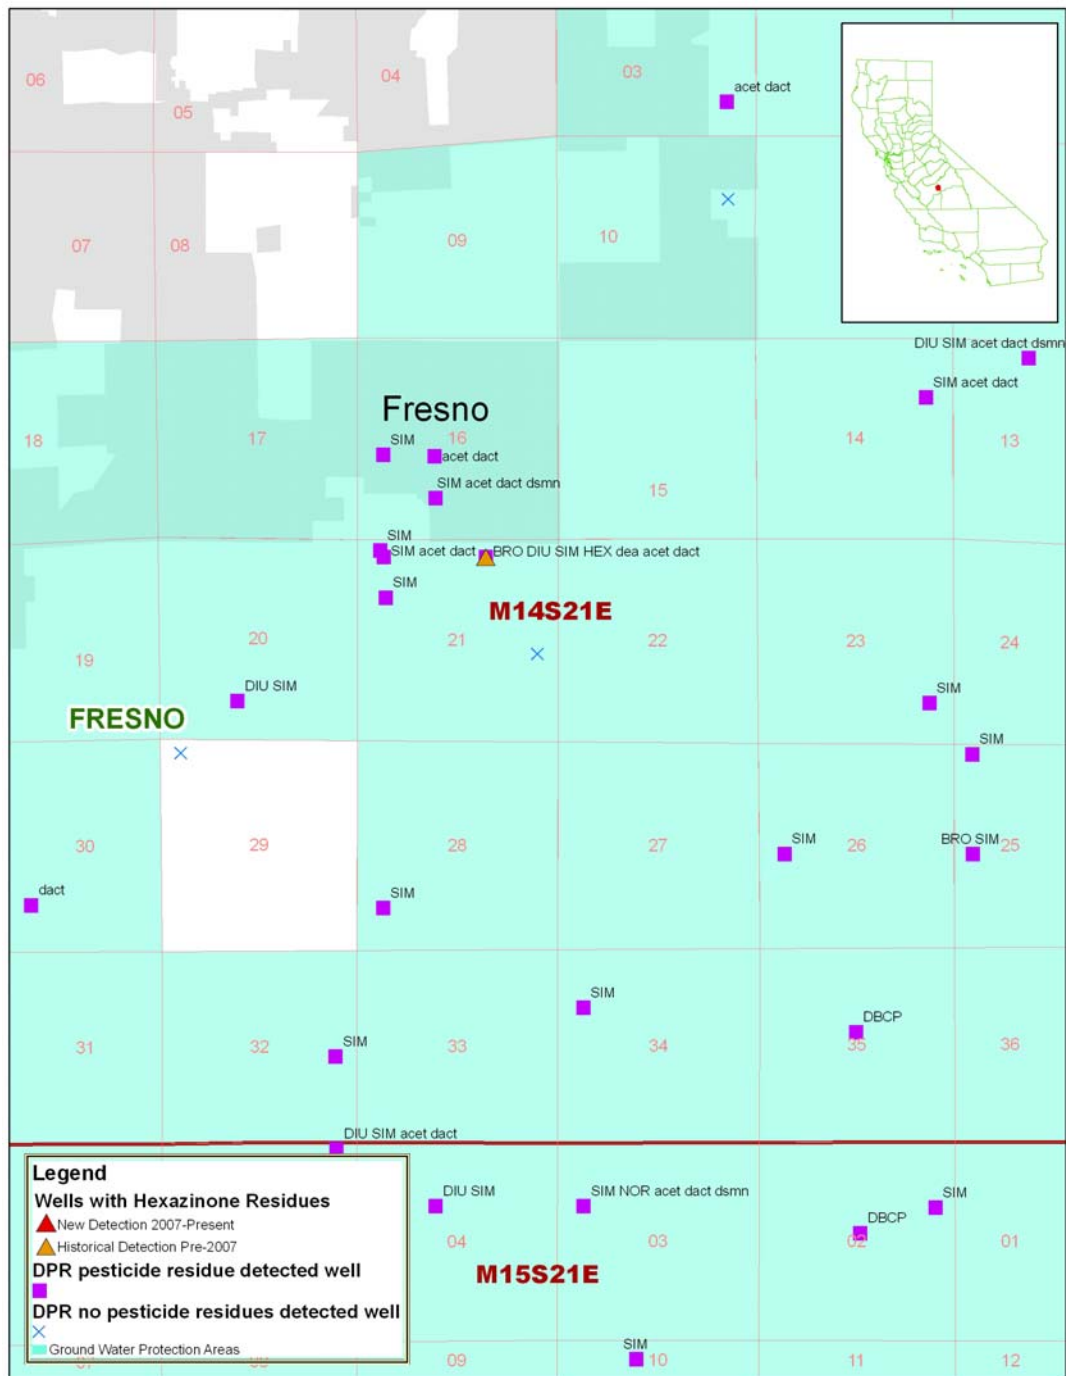 06
05
04
03
acet dact
07
08
09
10
DIU SIM acet dact dsmn
SIM acet dact
Fresno
18
17
16
14
13
SIM
acet dact
15
SIM acet dact dsmn
SIM
SIM acet dact
BRO DIU SIM HEX dea acet dact
SIM
M14S21E
19
20
21
22
23
24
DIU SIM
SIM
FRESNO
SIM
30
29
28
27
26
25
SIM
BRO SIM
dact
SIM
SIM
DBCP
31
32
33
34
35
36
SIM
DIU SIM acet dact
DIU SIM
SIM NOR acet dact dsmn
SIM
DBCP
04
03
02
01
M15S21E
SIM
09
10
11
12
Legend
Wells with Hexazinone Residues
New Detection 2007-Present
Historical Detection Pre-2007
DPR pesticide residue detected well
DPR no pesticide residues detected well
Ground Water Protection Areas